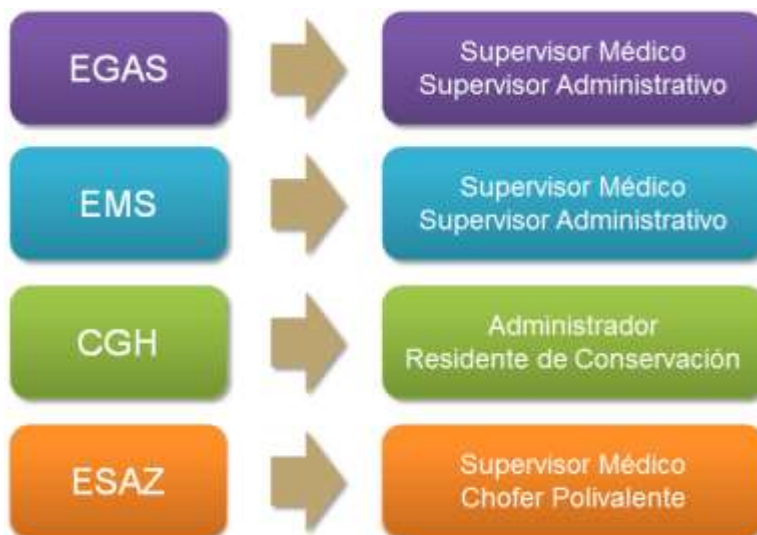 EGAS
Supervisor Médico
Supervisor Administrativo
EMS
Supervisor Médico
Supervisor Administrativo
CGH
Administrador
Residente de Conservación
ESAZ
Supervisor Médico
Chofer Polivalente